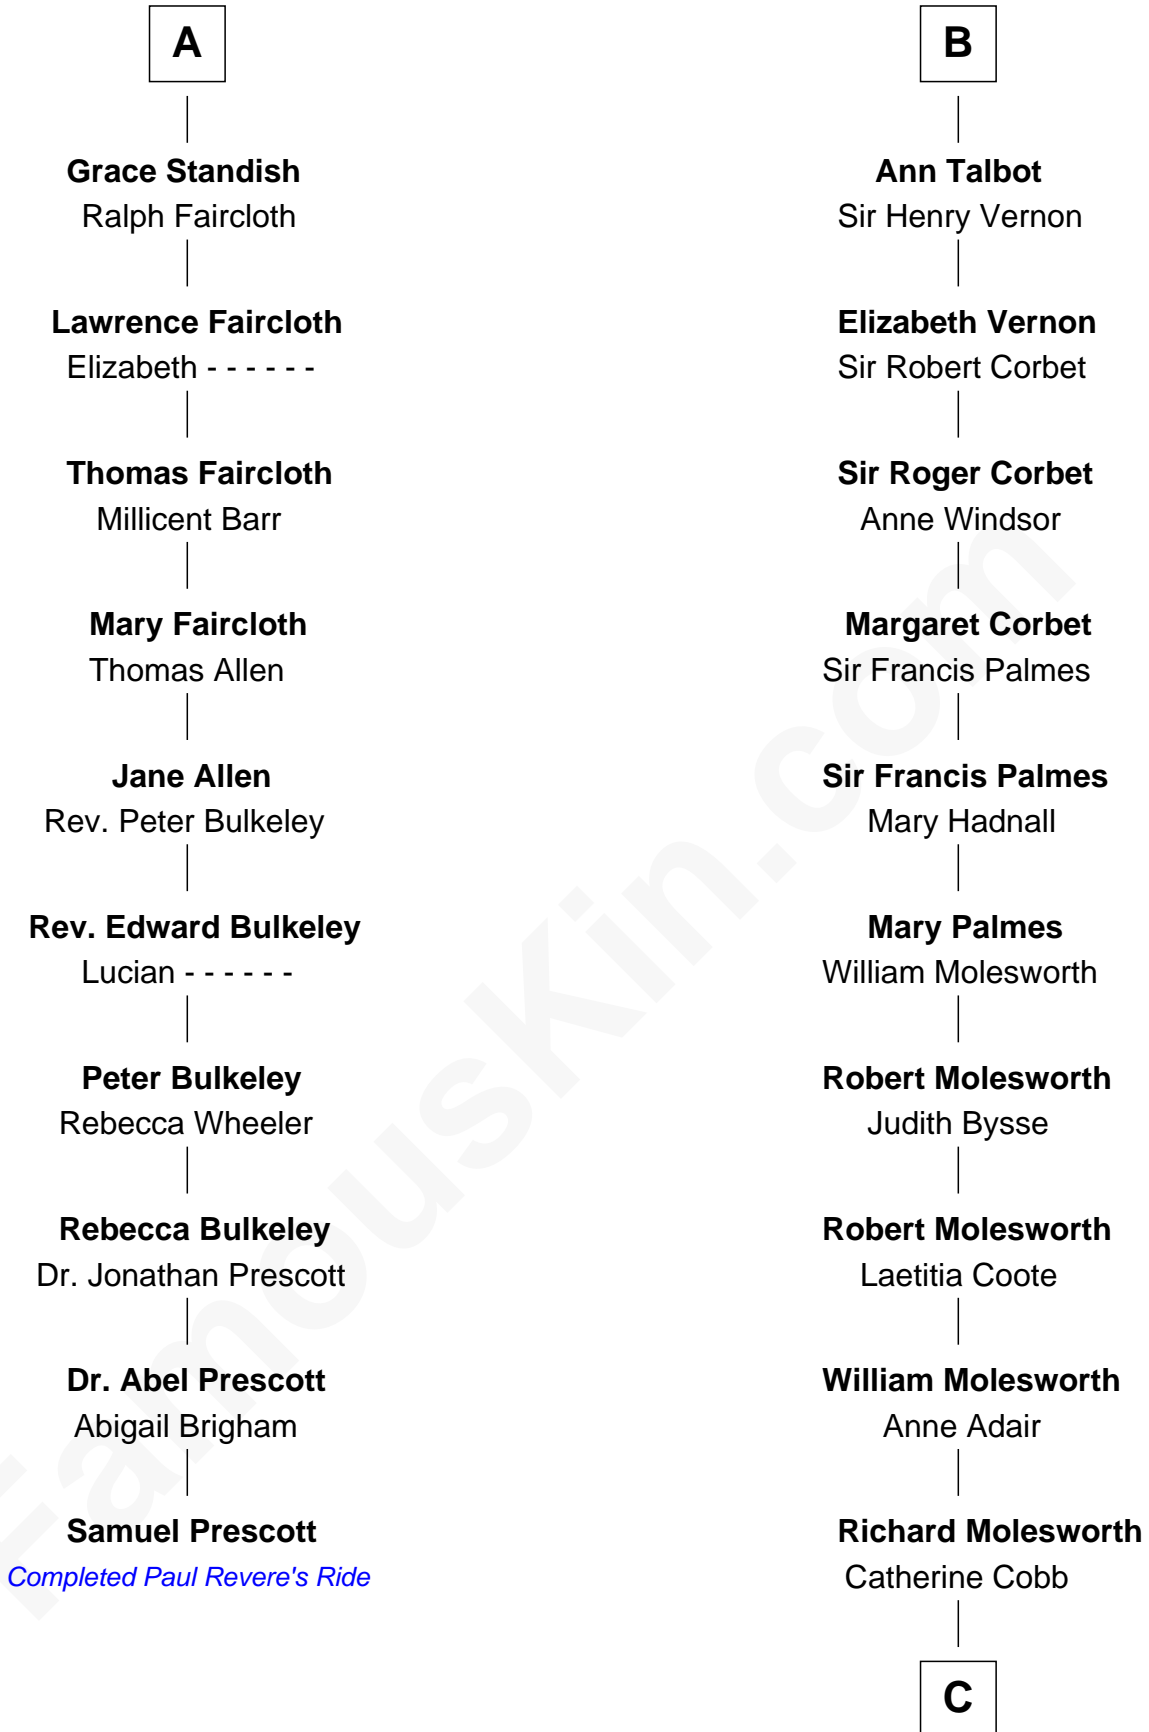 A
Grace Standish
Ralph Faircloth
Lawrence Faircloth
Elizabeth - - - - - -
Thomas Faircloth
Millicent Barr
Mary Faircloth
Thomas Allen
Jane Allen
Rev. Peter Bulkeley
Rev. Edward Bulkeley
Lucian - - - - - -
Peter Bulkeley
Rebecca Wheeler
Rebecca Bulkeley
Dr. Jonathan Prescott
Dr. Abel Prescott
Abigail Brigham
Samuel Prescott
Completed Paul Revere's Ride
B
Ann Talbot
Sir Henry Vernon
Elizabeth Vernon
Sir Robert Corbet
Sir Roger Corbet
Anne Windsor
Margaret Corbet
Sir Francis Palmes
Sir Francis Palmes
Mary Hadnall
Mary Palmes
William Molesworth
Robert Molesworth
Judith Bysse
Robert Molesworth
Laetitia Coote
William Molesworth
Anne Adair
Richard Molesworth
Catherine Cobb
C
FamousKin.com